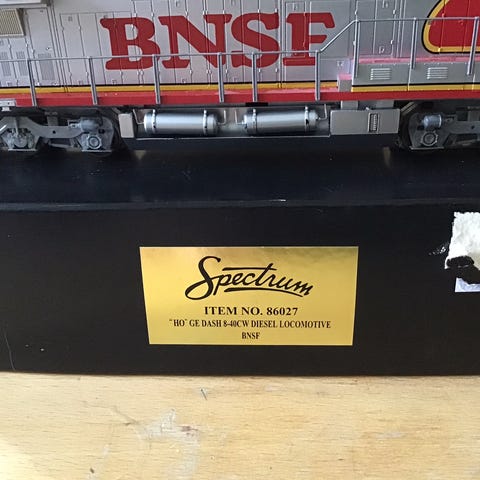 BNSF
Spectrum
ITEM NO. 86027
"HO" GE DASH 8-40CW DIESEL LOCOMOTIVE
BNSF